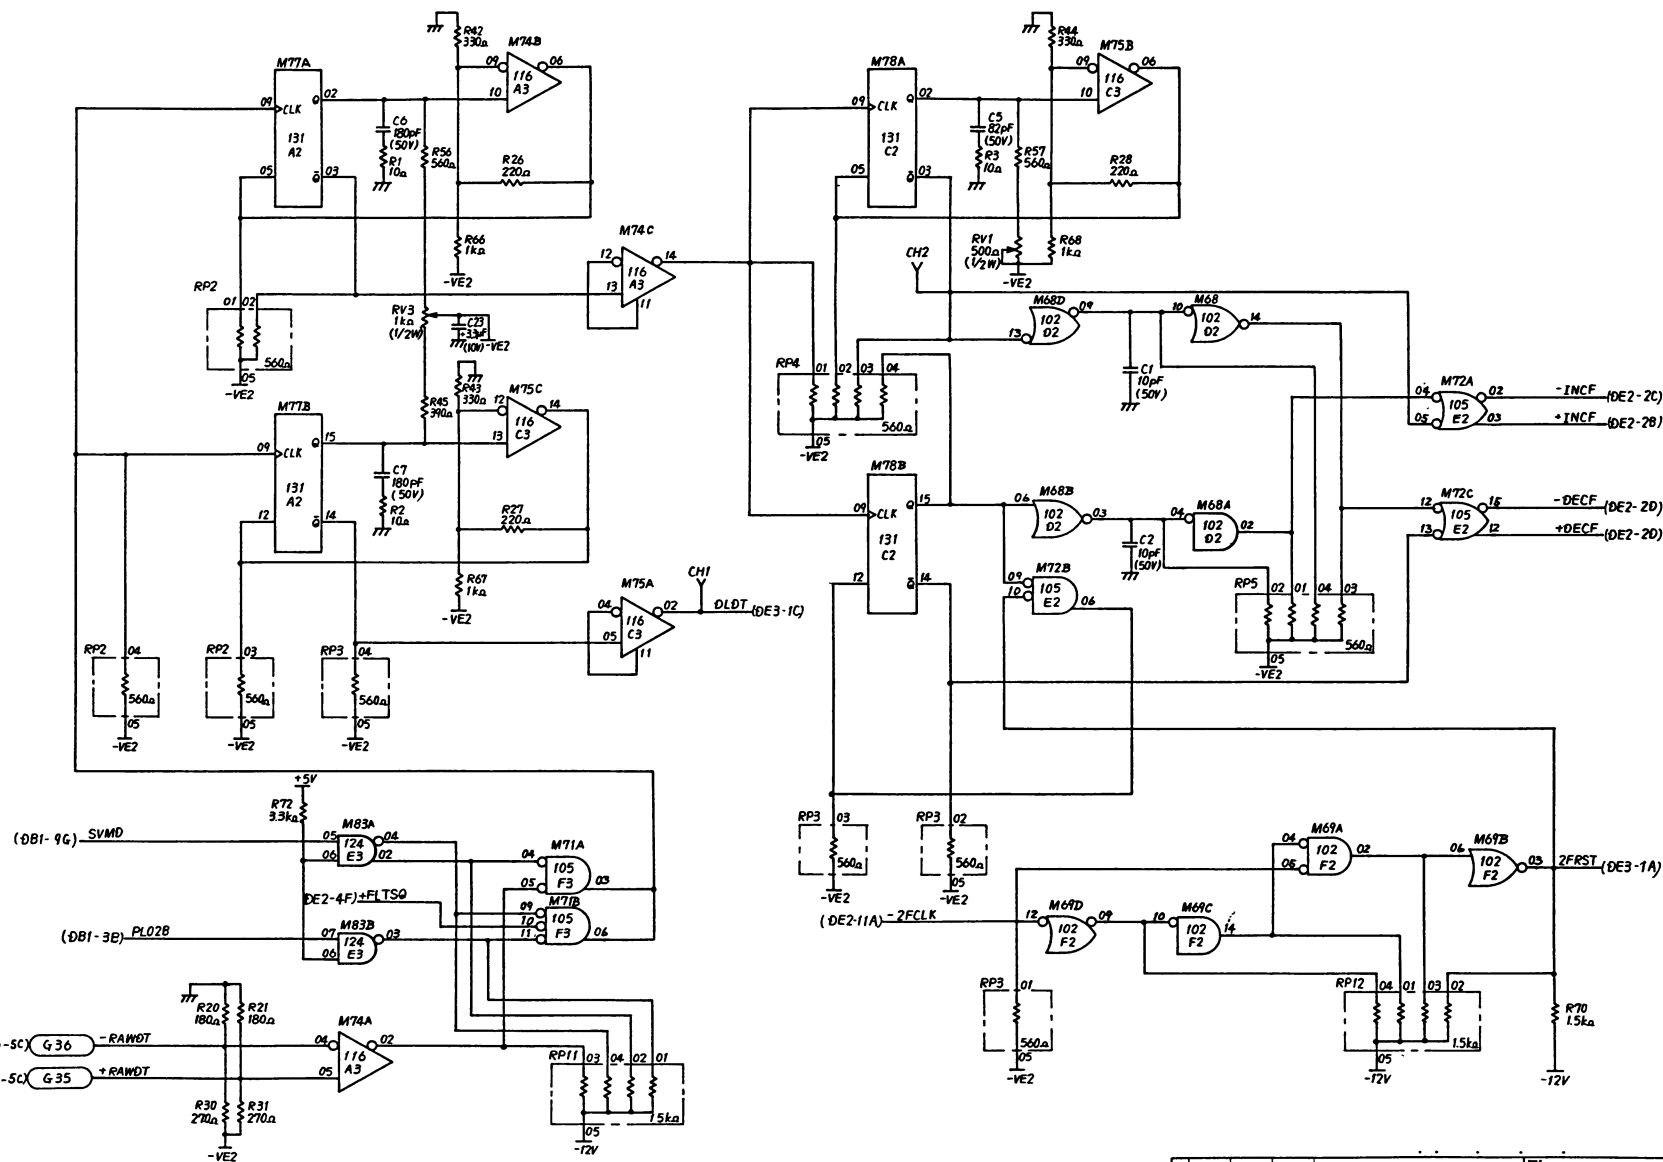 R42
330Ω
M74B
09
06
116
A3
10
M77A
09
CLK
Q
02
131
A2
05
Q̄
03
C6
180pF
(50V)
R1
10Ω
R56
560Ω
R26
220Ω
R66
1kΩ
-VE2
RP2
01
02
560Ω
05
-VE2
M74C
12
14
116
A3
13
11
RV3
1kΩ
(1/2W)
C23
(10V)
-VE2
R43
330Ω
R45
390Ω
M75C
12
14
116
C3
13
M77B
09
CLK
Q
15
131
A2
12
Q̄
14
C7
180pF
(50V)
R2
10Ω
R27
220Ω
R67
1kΩ
-VE2
M75A
04
02
116
C3
05
11
CH1
DLDT
(DE3-1C)
RP2
04
560Ω
05
-VE2
RP2
03
560Ω
05
-VE2
RP3
04
560Ω
05
-VE2
R44
330Ω
M75B
09
06
116
C3
10
M78A
09
CLK
Q
02
131
C2
05
Q̄
03
C5
82pF
(50V)
R3
10Ω
R57
560Ω
R28
220Ω
RV1
500Ω
(1/2W)
-VE2
R68
1kΩ
CH2
RP4
01
02
03
04
560Ω
05
-VE2
M68D
13
09
102
D2
M68
10
14
102
D2
C1
10pF
(50V)
M72A
04
02
105
05
E2
03
-INCF
(DE2-2C)
+INCF
(DE2-2B)
M78B
09
CLK
Q
15
131
C2
12
Q̄
14
M68B
06
03
102
D2
M68A
04
02
102
D2
C2
10pF
(50V)
M72B
09
10
105
E2
06
M72C
12
15
105
13
E2
12
-DECF
(DE2-2D)
+DECF
(DE2-2D)
RP5
02
01
04
03
560Ω
05
-VE2
+5V
R72
3.3kΩ
(DB1-9G)
SVMD
M83A
05
04
124
06
E3
02
M71A
04
05
105
F3
03
(DE2-4F)
+FLTSQ
M71B
09
10
11
105
F3
06
(DB1-3B)
PLO2B
M83B
07
06
124
E3
03
R20
180Ω
R21
180Ω
-5C)
G36
-RAWDT
-5C)
G35
+RAWDT
M74A
04
02
116
A3
05
R30
270Ω
R31
270Ω
-VE2
RP11
03
04
02
01
1.5kΩ
05
-12V
RP3
03
560Ω
05
-VE2
RP3
02
560Ω
05
-VE2
(DE2-11A)
-2FCLK
M69D
12
09
102
F2
M69C
10
14
102
F2
M69A
04
05
102
F2
02
M69B
06
03
102
F2
2FRST
(DE3-1A)
RP3
01
560Ω
05
-VE2
RP12
04
01
03
02
1.5kΩ
05
-12V
R70
1.5kΩ
-12V